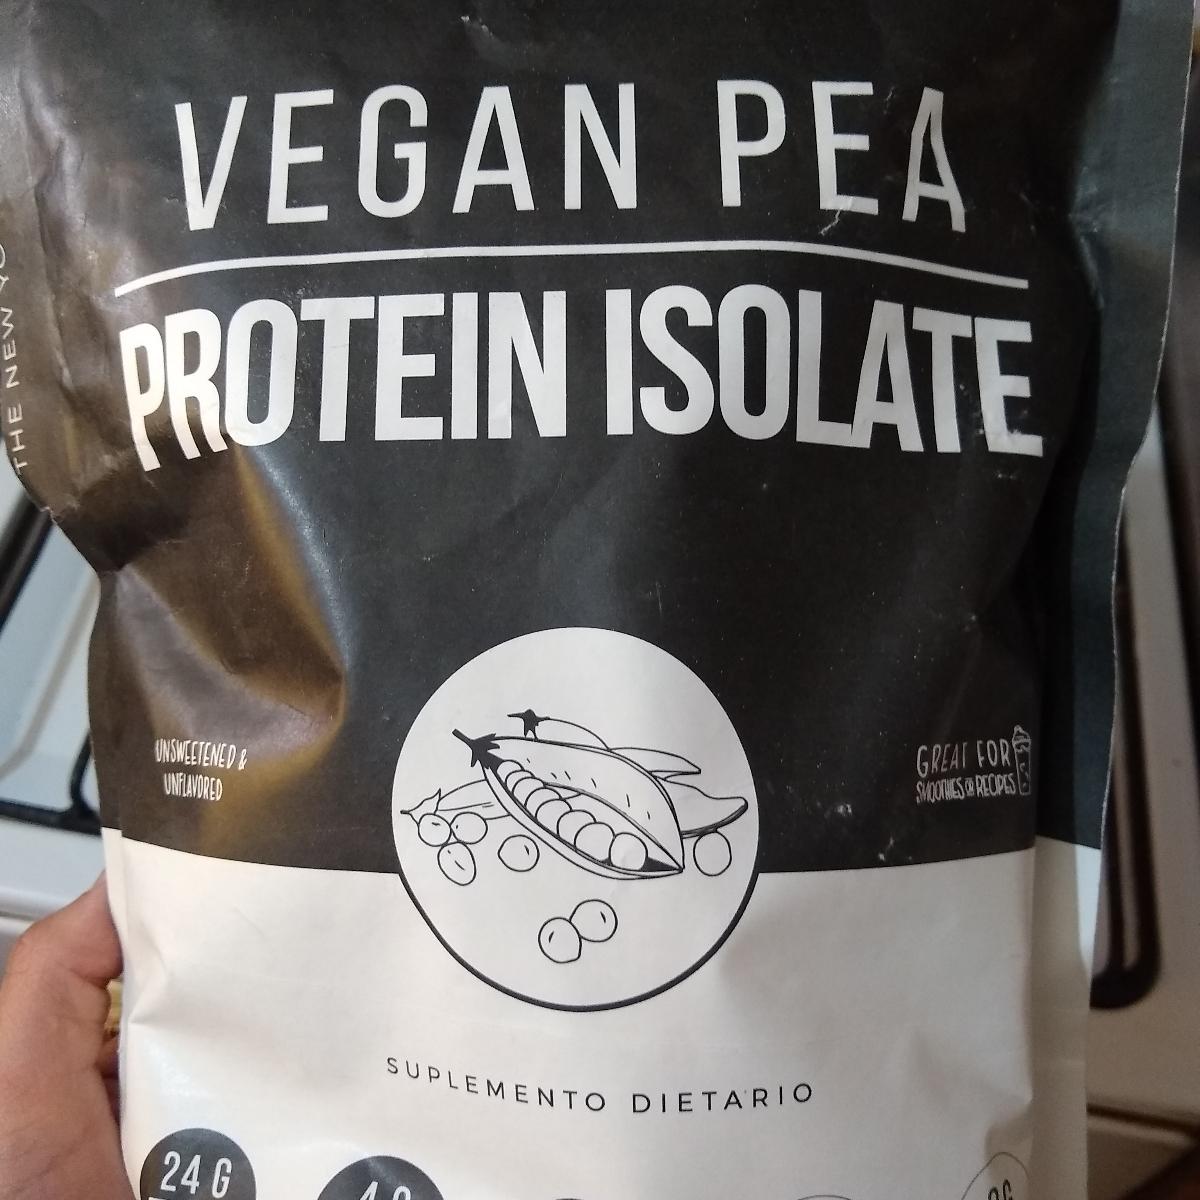 VEGAN PEA
PROTEIN ISOLATE
THE NEW
UNSWEETENED &
UNFLAVORED
GREAT FOR
SMOOTHIES OR RECIPES
SUPLEMENTO DIETARIO
24 G